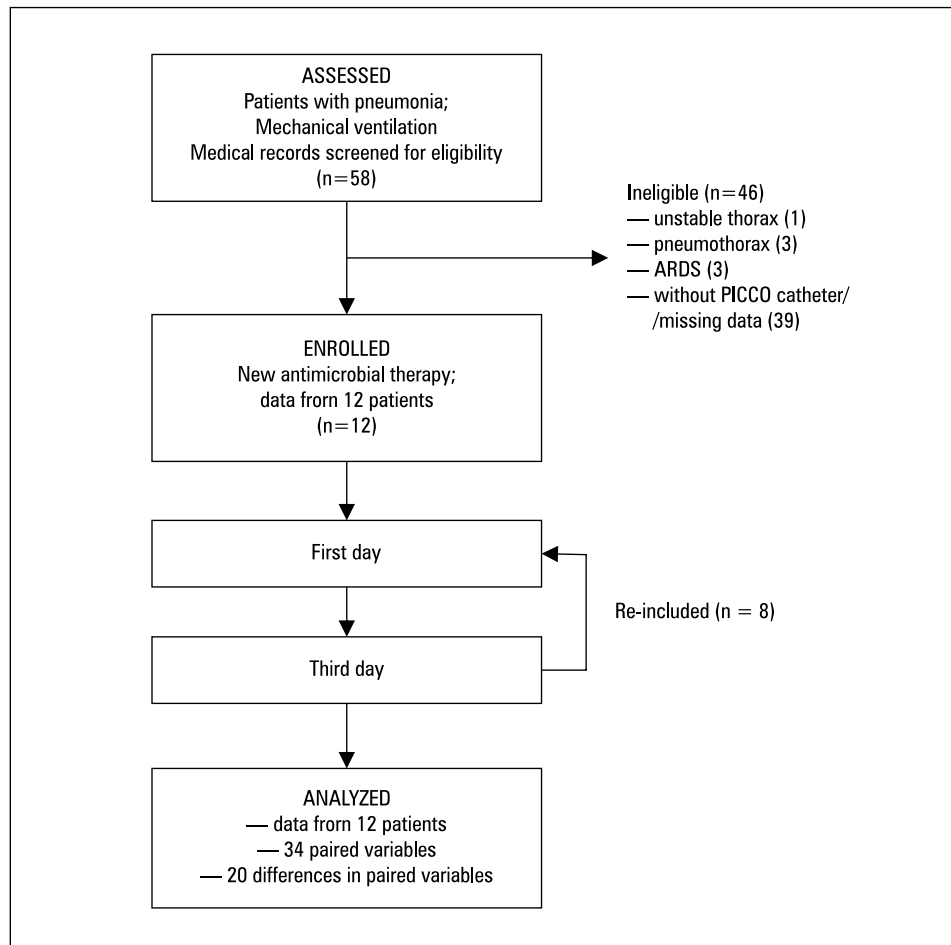 ASSESSED
Patients with pneumonia;
Mechanical ventilation
Medical records screened for eligibility
(n=58)
Ineligible (n=46)
— unstable thorax (1)
— pneumothorax (3)
— ARDS (3)
— without PICCO catheter/
/missing data (39)
ENROLLED
New antimicrobial therapy;
data frorn 12 patients
(n=12)
First day
Re-included (n = 8)
Third day
ANALYZED
— data frorn 12 patients
— 34 paired variables
— 20 differences in paired variables